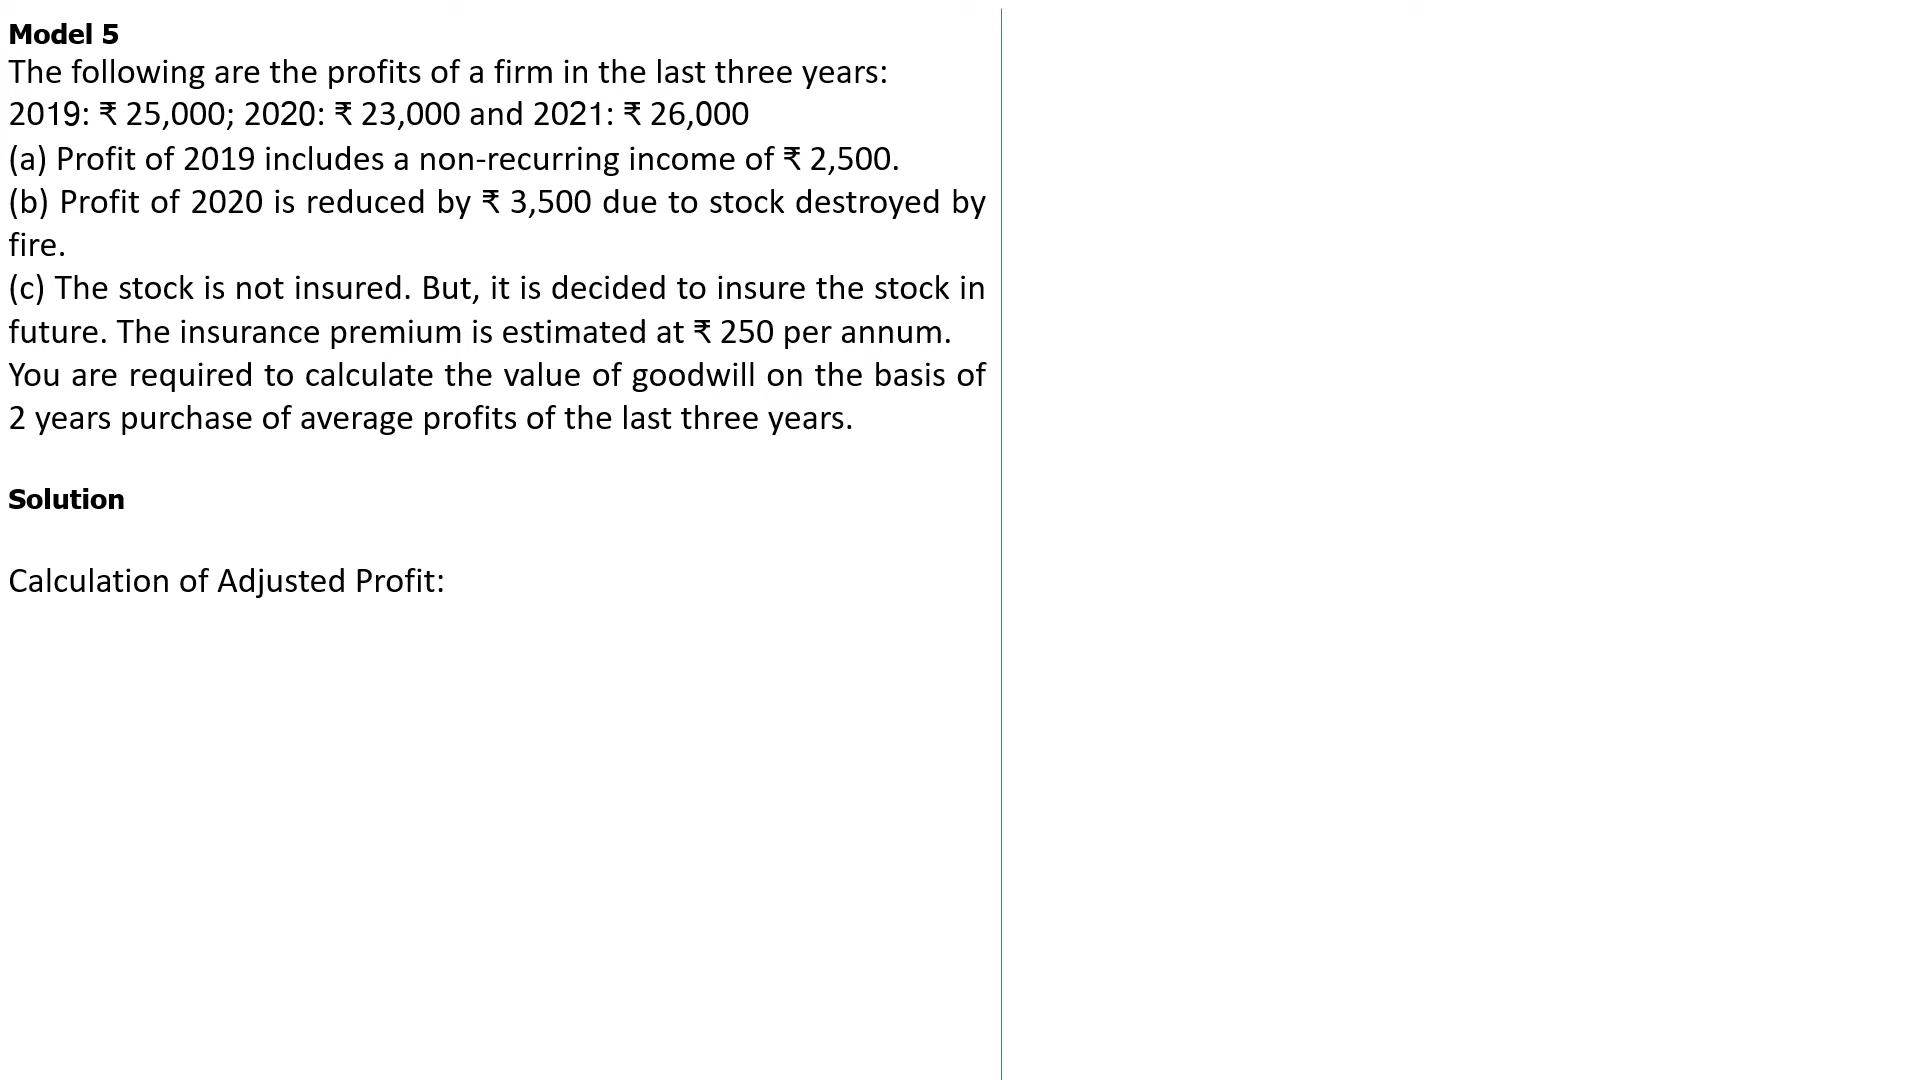 Model 5
The following are the profits of a firm in the last three years:
2019: ₹ 25,000; 2020: ₹ 23,000 and 2021: ₹ 26,000
(a) Profit of 2019 includes a non-recurring income of ₹ 2,500.
(b) Profit of 2020 is reduced by ₹ 3,500 due to stock destroyed by
fire.
(c) The stock is not insured. But, it is decided to insure the stock in
future. The insurance premium is estimated at ₹ 250 per annum.
You are required to calculate the value of goodwill on the basis of
2 years purchase of average profits of the last three years.
Solution
Calculation of Adjusted Profit: